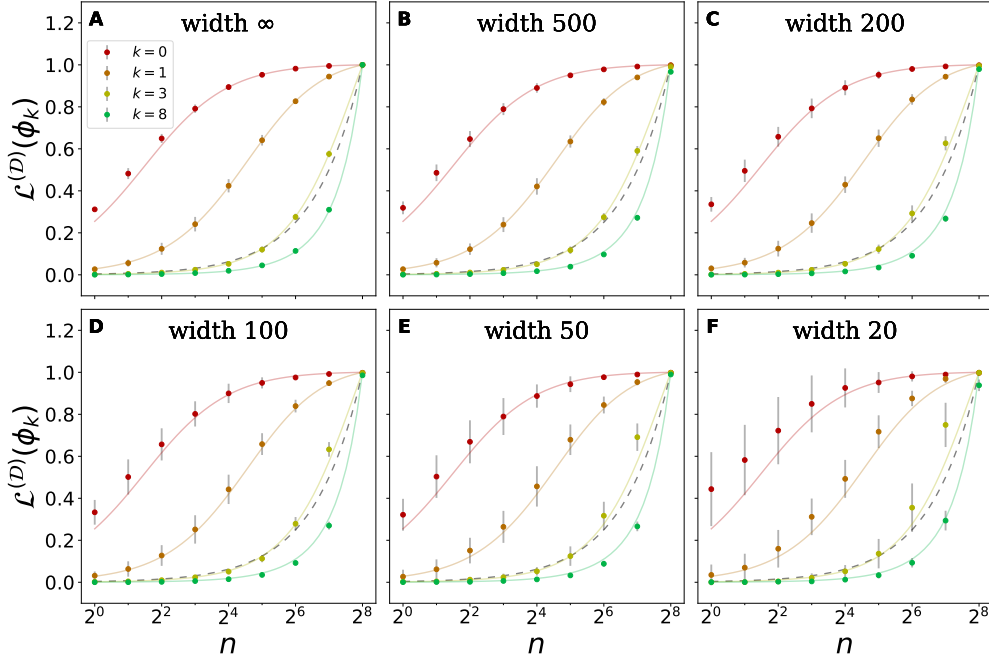 A
width ∞
B
width 500
C
width 200
k = 0
k = 1
k = 3
k = 8
1.2
1.0
0.8
0.6
0.4
0.2
0.0
ℒ^(𝒟)(ϕ_k)
D
width 100
E
width 50
F
width 20
1.2
1.0
0.8
0.6
0.4
0.2
0.0
ℒ^(𝒟)(ϕ_k)
2^0 2^2 2^4 2^6 2^8
2^0 2^2 2^4 2^6 2^8
2^0 2^2 2^4 2^6 2^8
n
n
n